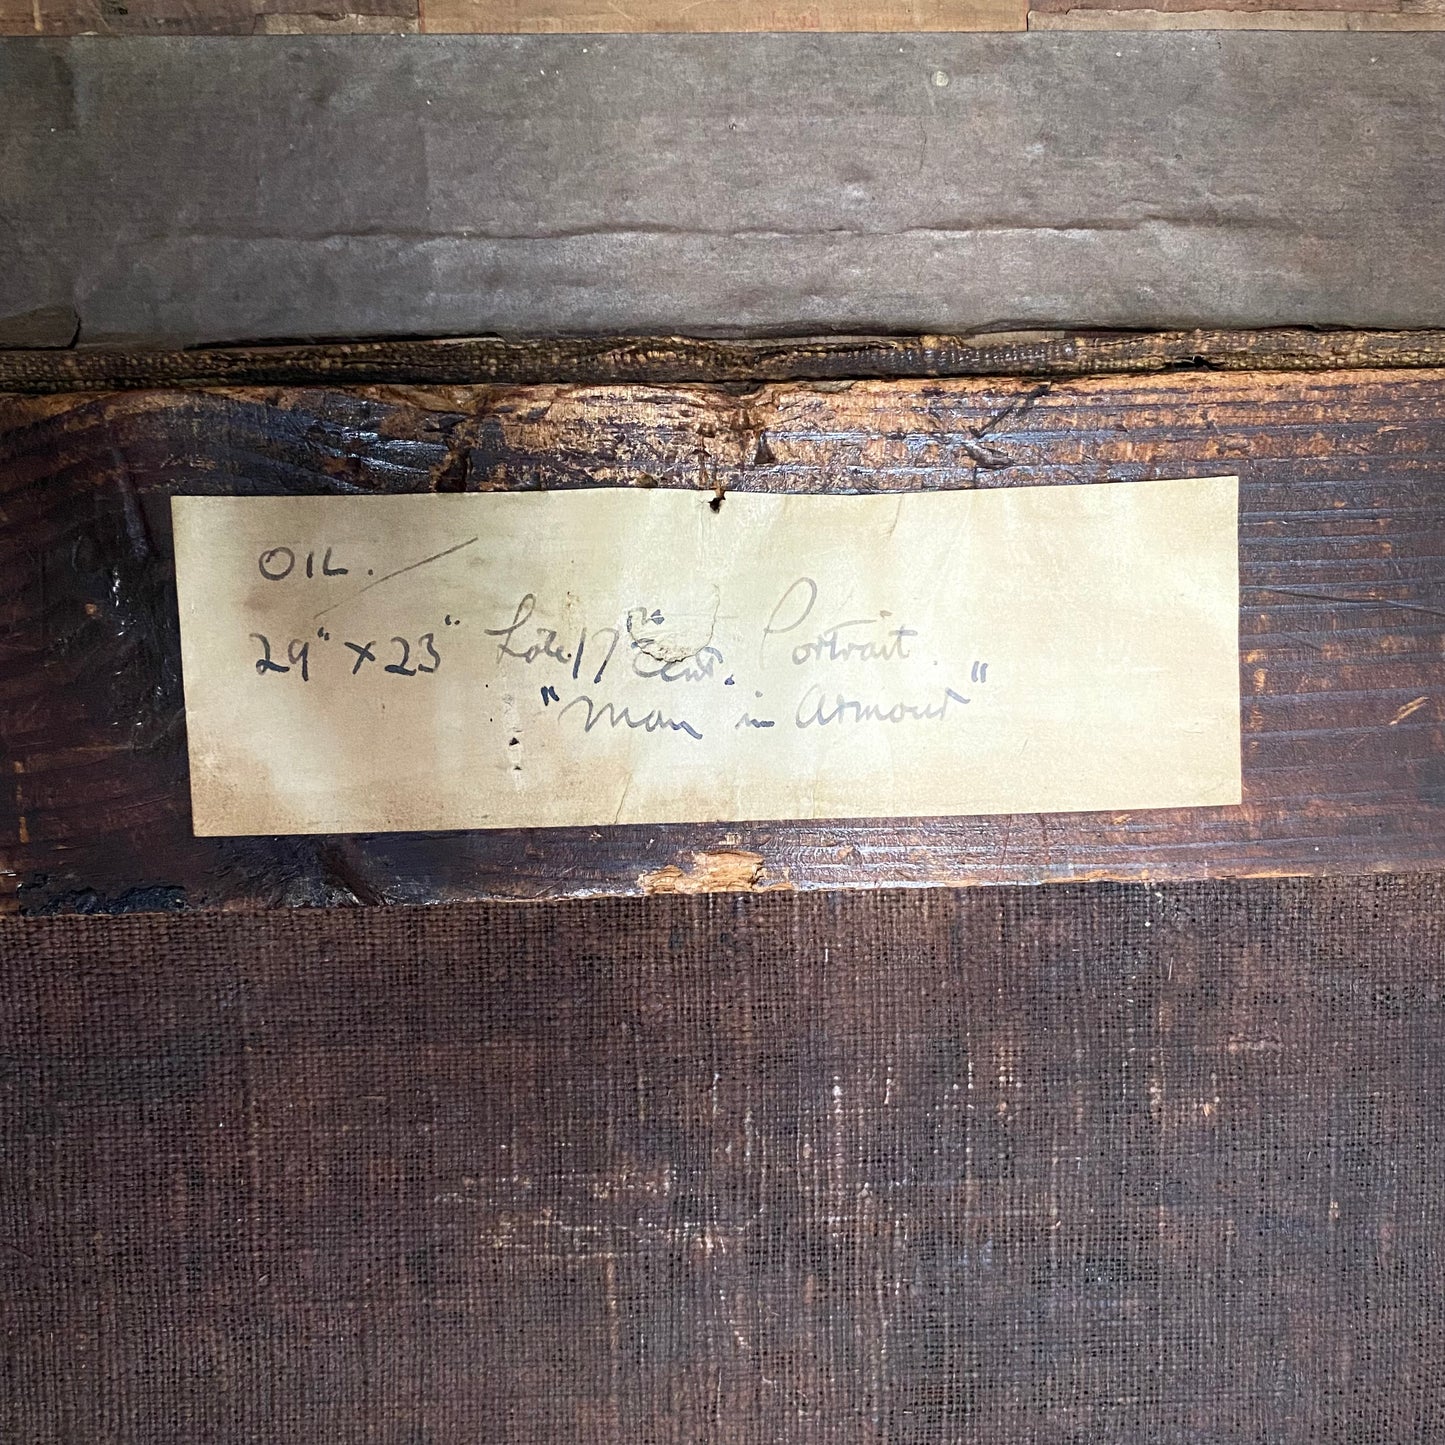 OIL. /
29" x 23" Late 17th Cent. Portrait.
"Man in Armour"